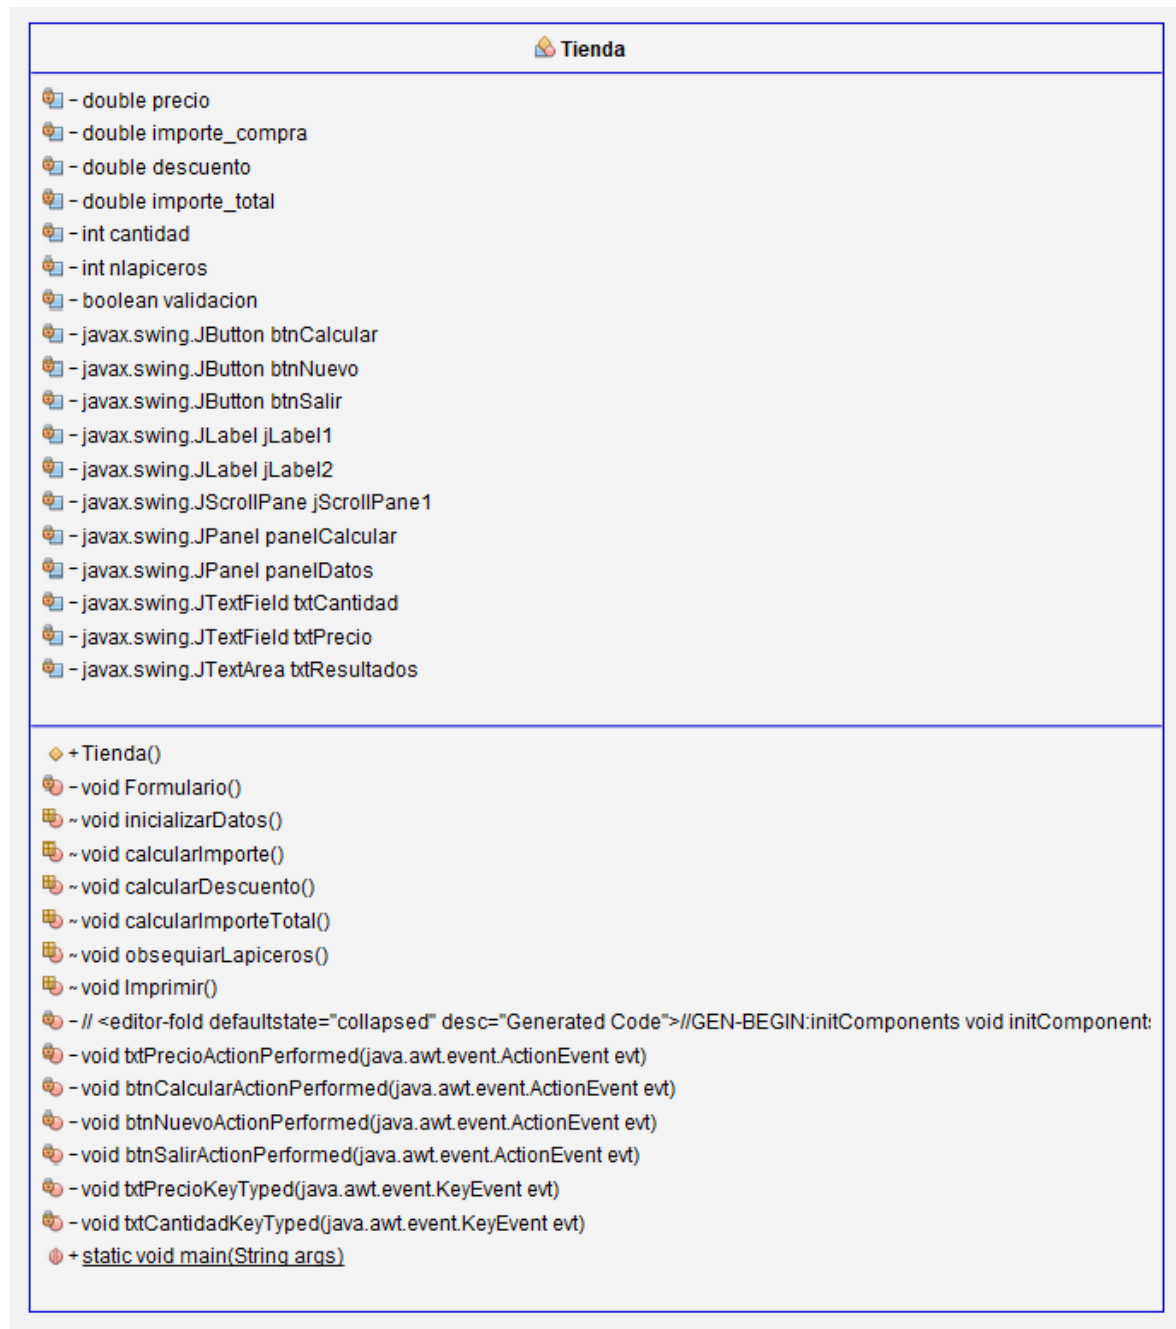 Tienda
- double precio
- double importe_compra
- double descuento
- double importe_total
- int cantidad
- int nlapiceros
- boolean validacion
- javax.swing.JButton btnCalcular
- javax.swing.JButton btnNuevo
- javax.swing.JButton btnSalir
- javax.swing.JLabel jLabel1
- javax.swing.JLabel jLabel2
- javax.swing.JScrollPane jScrollPane1
- javax.swing.JPanel panelCalcular
- javax.swing.JPanel panelDatos
- javax.swing.JTextField txtCantidad
- javax.swing.JTextField txtPrecio
- javax.swing.JTextArea txtResultados
+ Tienda()
- void Formulario()
~ void inicializarDatos()
~ void calcularImporte()
~ void calcularDescuento()
~ void calcularImporteTotal()
~ void obsequiarLapiceros()
~ void Imprimir()
- // <editor-fold defaultstate="collapsed" desc="Generated Code">//GEN-BEGIN:initComponents void initComponents
- void txtPrecioActionPerformed(java.awt.event.ActionEvent evt)
- void btnCalcularActionPerformed(java.awt.event.ActionEvent evt)
- void btnNuevoActionPerformed(java.awt.event.ActionEvent evt)
- void btnSalirActionPerformed(java.awt.event.ActionEvent evt)
- void txtPrecioKeyTyped(java.awt.event.KeyEvent evt)
- void txtCantidadKeyTyped(java.awt.event.KeyEvent evt)
+ static void main(String args)